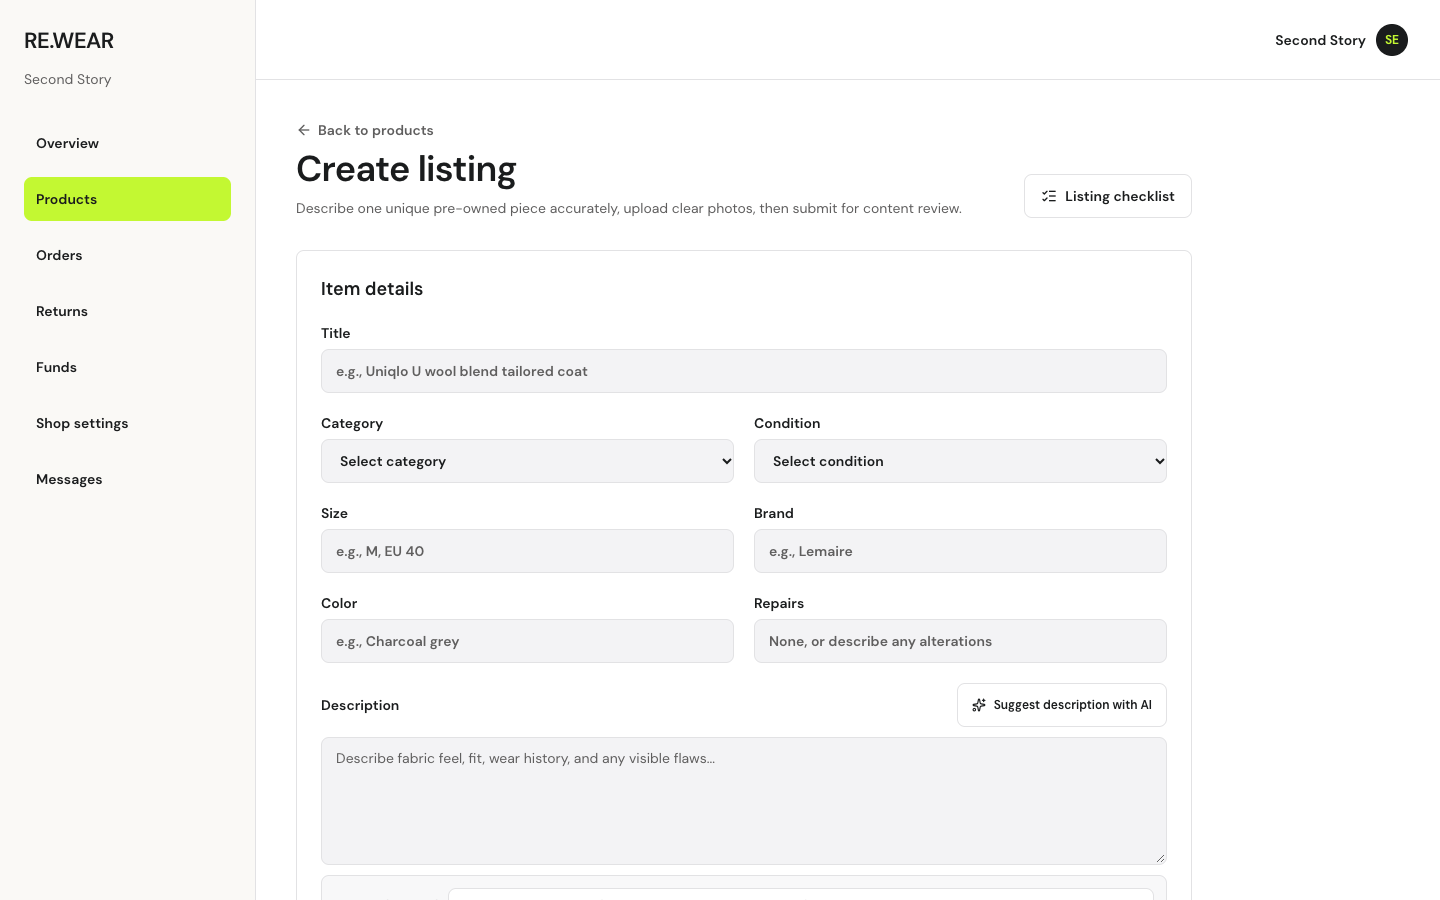 RE.WEAR
Second Story
Overview
Products
Orders
Returns
Funds
Shop settings
Messages
Second Story
SE
Back to products
Create listing
Describe one unique pre-owned piece accurately, upload clear photos, then submit for content review.
Listing checklist
Item details
Title
e.g., Uniqlo U wool blend tailored coat
Category
Condition
Select category
Select condition
Size
Brand
e.g., M, EU 40
e.g., Lemaire
Color
Repairs
e.g., Charcoal grey
None, or describe any alterations
Description
Suggest description with AI
Describe fabric feel, fit, wear history, and any visible flaws...